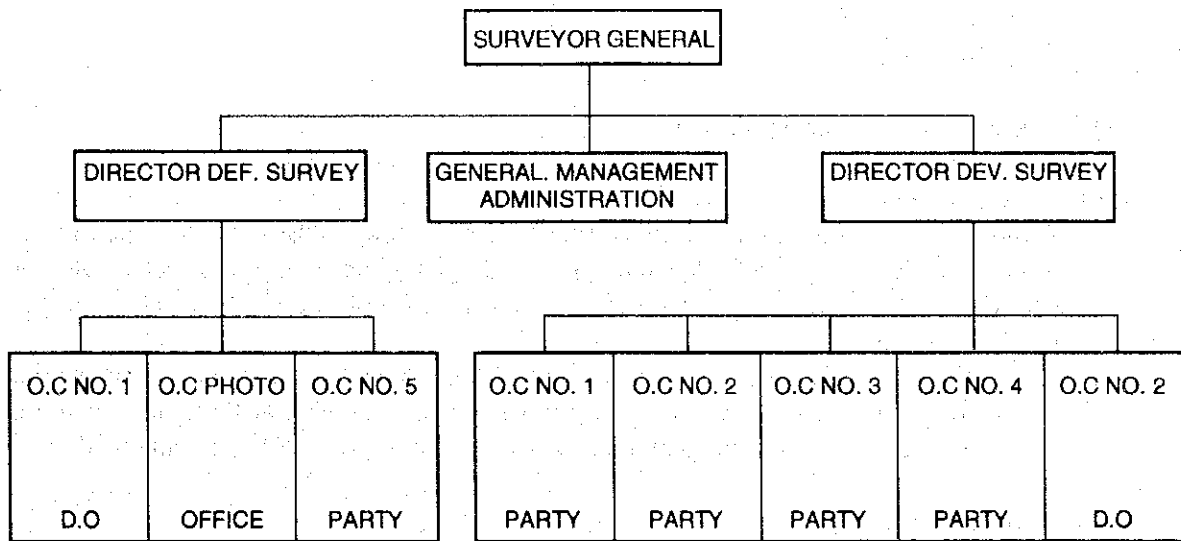 SURVEYOR GENERAL
DIRECTOR DEF. SURVEY
GENERAL. MANAGEMENT
ADMINISTRATION
DIRECTOR DEV. SURVEY
O.C NO. 1
D.O
O.C PHOTO
OFFICE
O.C NO. 5
PARTY
O.C NO. 1
PARTY
O.C NO. 2
PARTY
O.C NO. 3
PARTY
O.C NO. 4
PARTY
O.C NO. 2
D.O